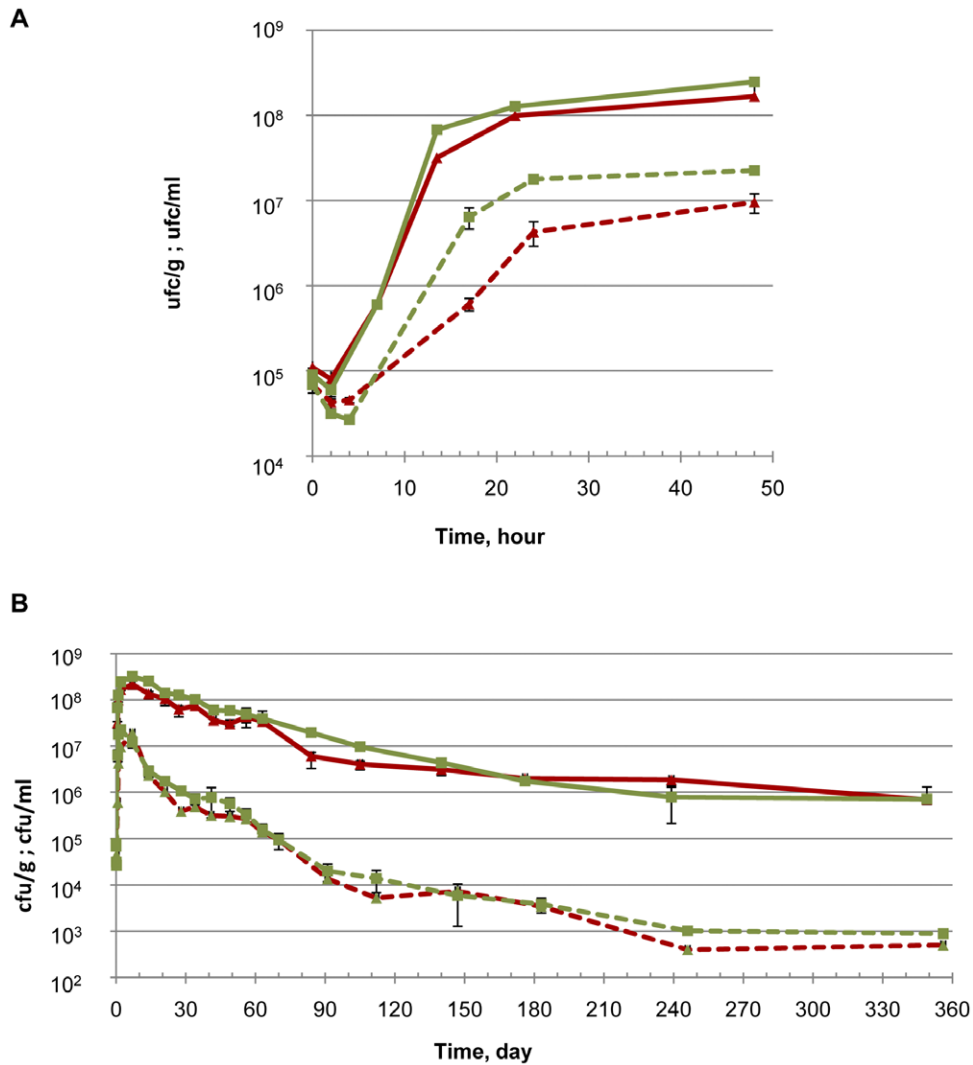 A
10⁹
10⁸
10⁷
10⁶
10⁵
10⁴
ufc/g ; ufc/ml
0 10 20 30 40 50
Time, hour
B
10⁹
10⁸
10⁷
10⁶
10⁵
10⁴
10³
10²
cfu/g ; cfu/ml
0 30 60 90 120 150 180 210 240 270 300 330 360
Time, day